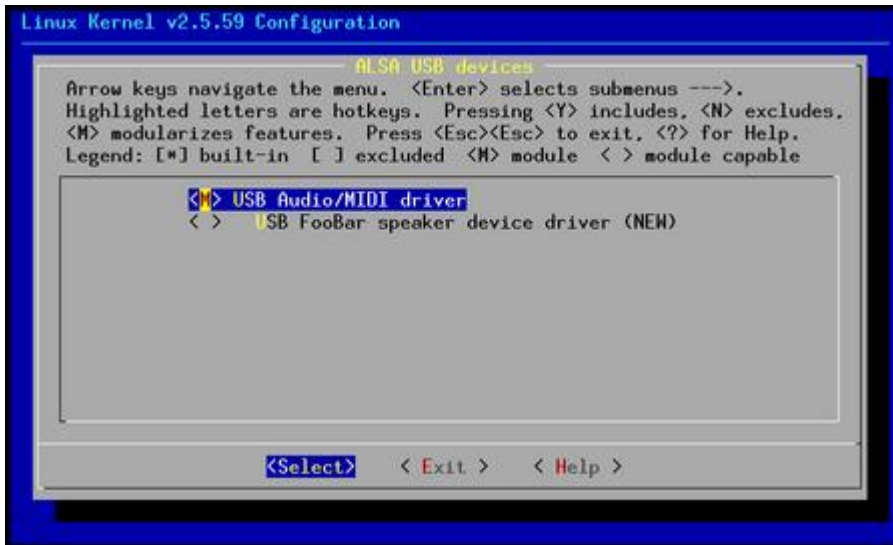 Linux Kernel v2.5.59 Configuration
ALSA USB devices
Arrow keys navigate the menu. <Enter> selects submenus --->.
Highlighted letters are hotkeys. Pressing <Y> includes, <N> excludes,
<M> modularizes features. Press <Esc><Esc> to exit, <?> for Help.
Legend: [*] built-in [ ] excluded <M> module < > module capable
<M> USB Audio/MIDI driver
< > USB FooBar speaker device driver (NEW)
<Select> < Exit > < Help >